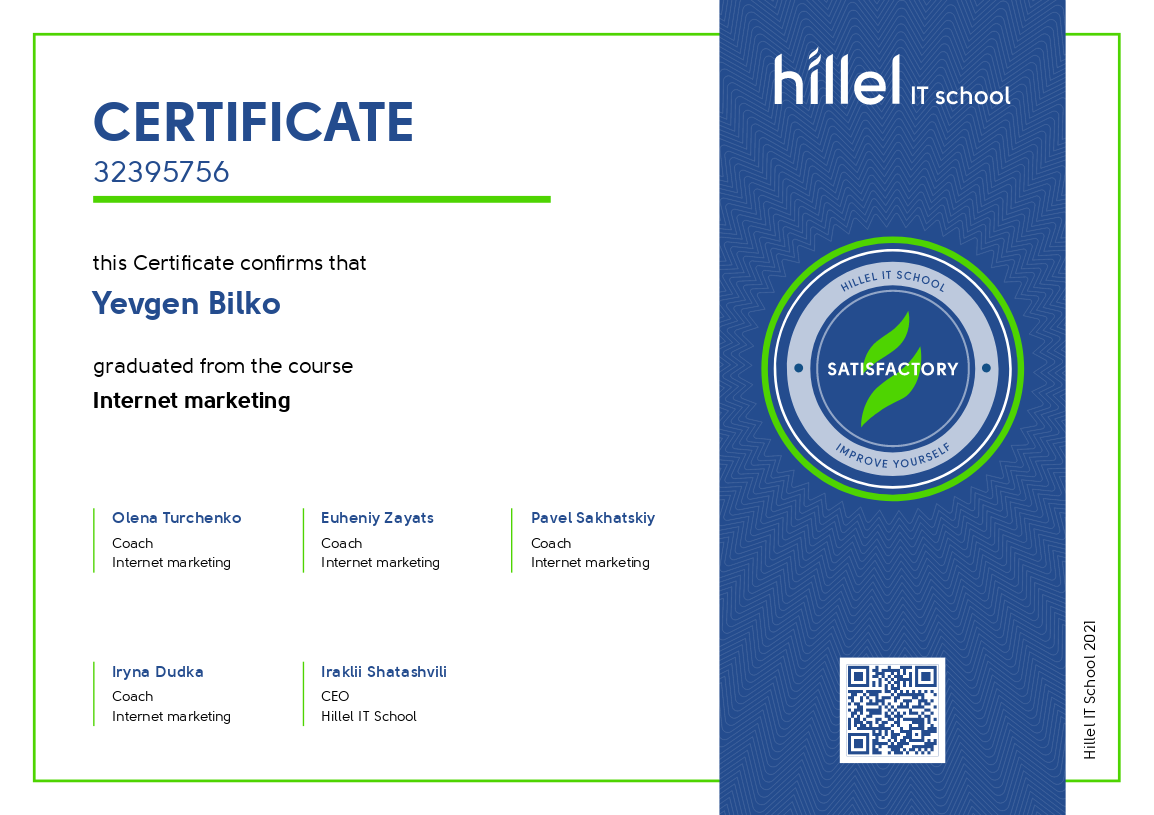 CERTIFICATE
32395756
this Certificate confirms that
Yevgen Bilko
graduated from the course
Internet marketing
Olena Turchenko
Coach
Internet marketing
Euheniy Zayats
Coach
Internet marketing
Pavel Sakhatskiy
Coach
Internet marketing
Iryna Dudka
Coach
Internet marketing
Iraklii Shatashvili
CEO
Hillel IT School
hillel IT school
HILLEL IT SCHOOL
SATISFACTORY
IMPROVE YOURSELF
Hillel IT School 2021